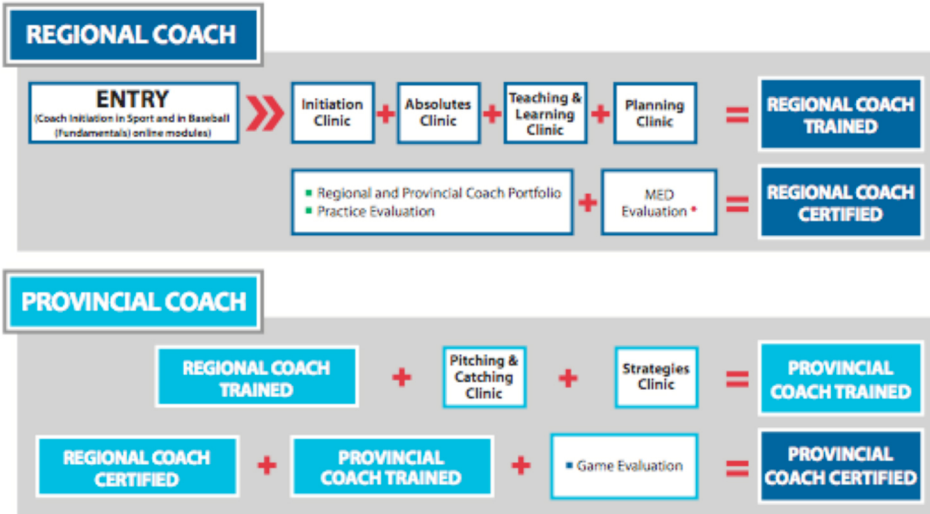 REGIONAL COACH
ENTRY
(Coach Initiation in Sport and in Baseball
(Fundamentals) online modules)
Initiation
Clinic
+
Absolutes
Clinic
+
Teaching &
Learning
Clinic
+
Planning
Clinic
=
REGIONAL COACH
TRAINED
▪ Regional and Provincial Coach Portfolio
▪ Practice Evaluation
+
MED
Evaluation *
=
REGIONAL COACH
CERTIFIED
PROVINCIAL COACH
REGIONAL COACH
TRAINED
+
Pitching &
Catching
Clinic
+
Strategies
Clinic
=
PROVINCIAL
COACH TRAINED
REGIONAL COACH
CERTIFIED
+
PROVINCIAL
COACH TRAINED
+
▪ Game Evaluation
=
PROVINCIAL
COACH CERTIFIED